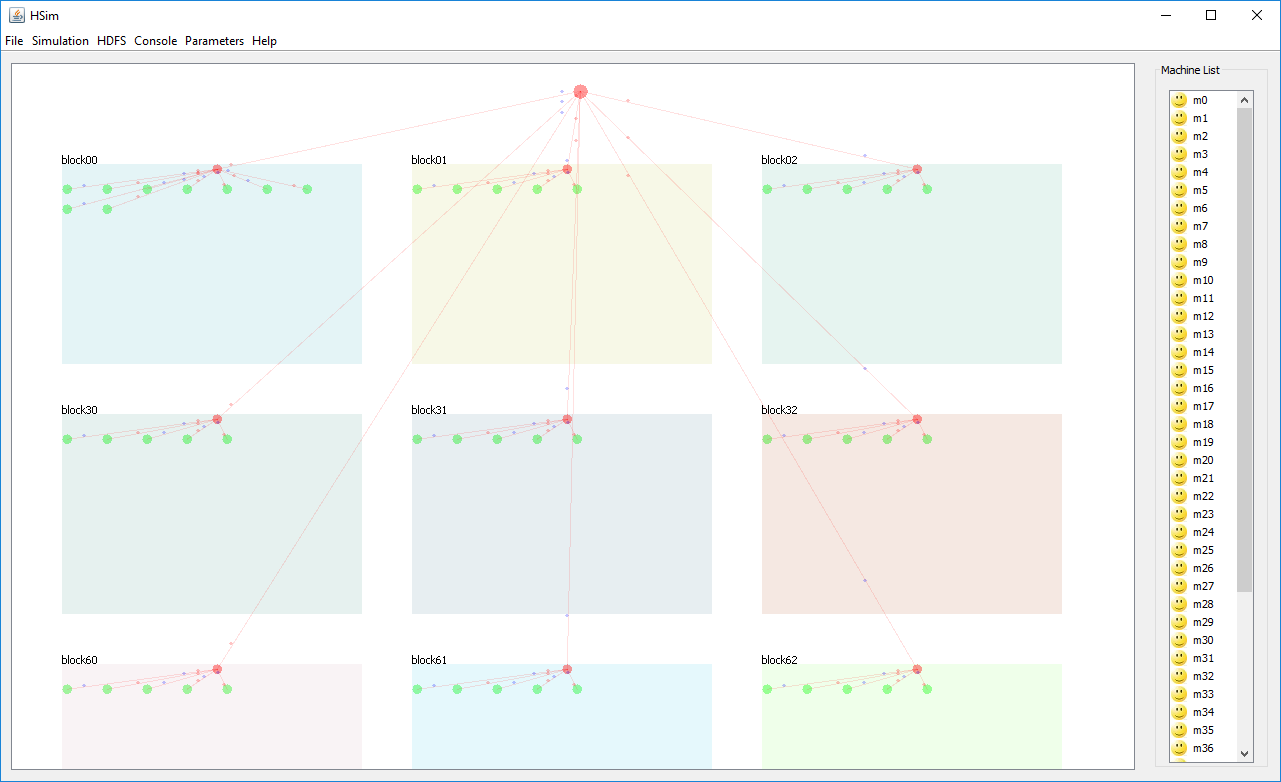 HSim
File Simulation HDFS Console Parameters Help
Machine List
block00 block01 block02
block30 block31 block32
block60 block61 block62
m0
m1
m2
m3
m4
m5
m6
m7
m8
m9
m10
m11
m12
m13
m14
m15
m16
m17
m18
m19
m20
m21
m22
m23
m24
m25
m26
m27
m28
m29
m30
m31
m32
m33
m34
m35
m36